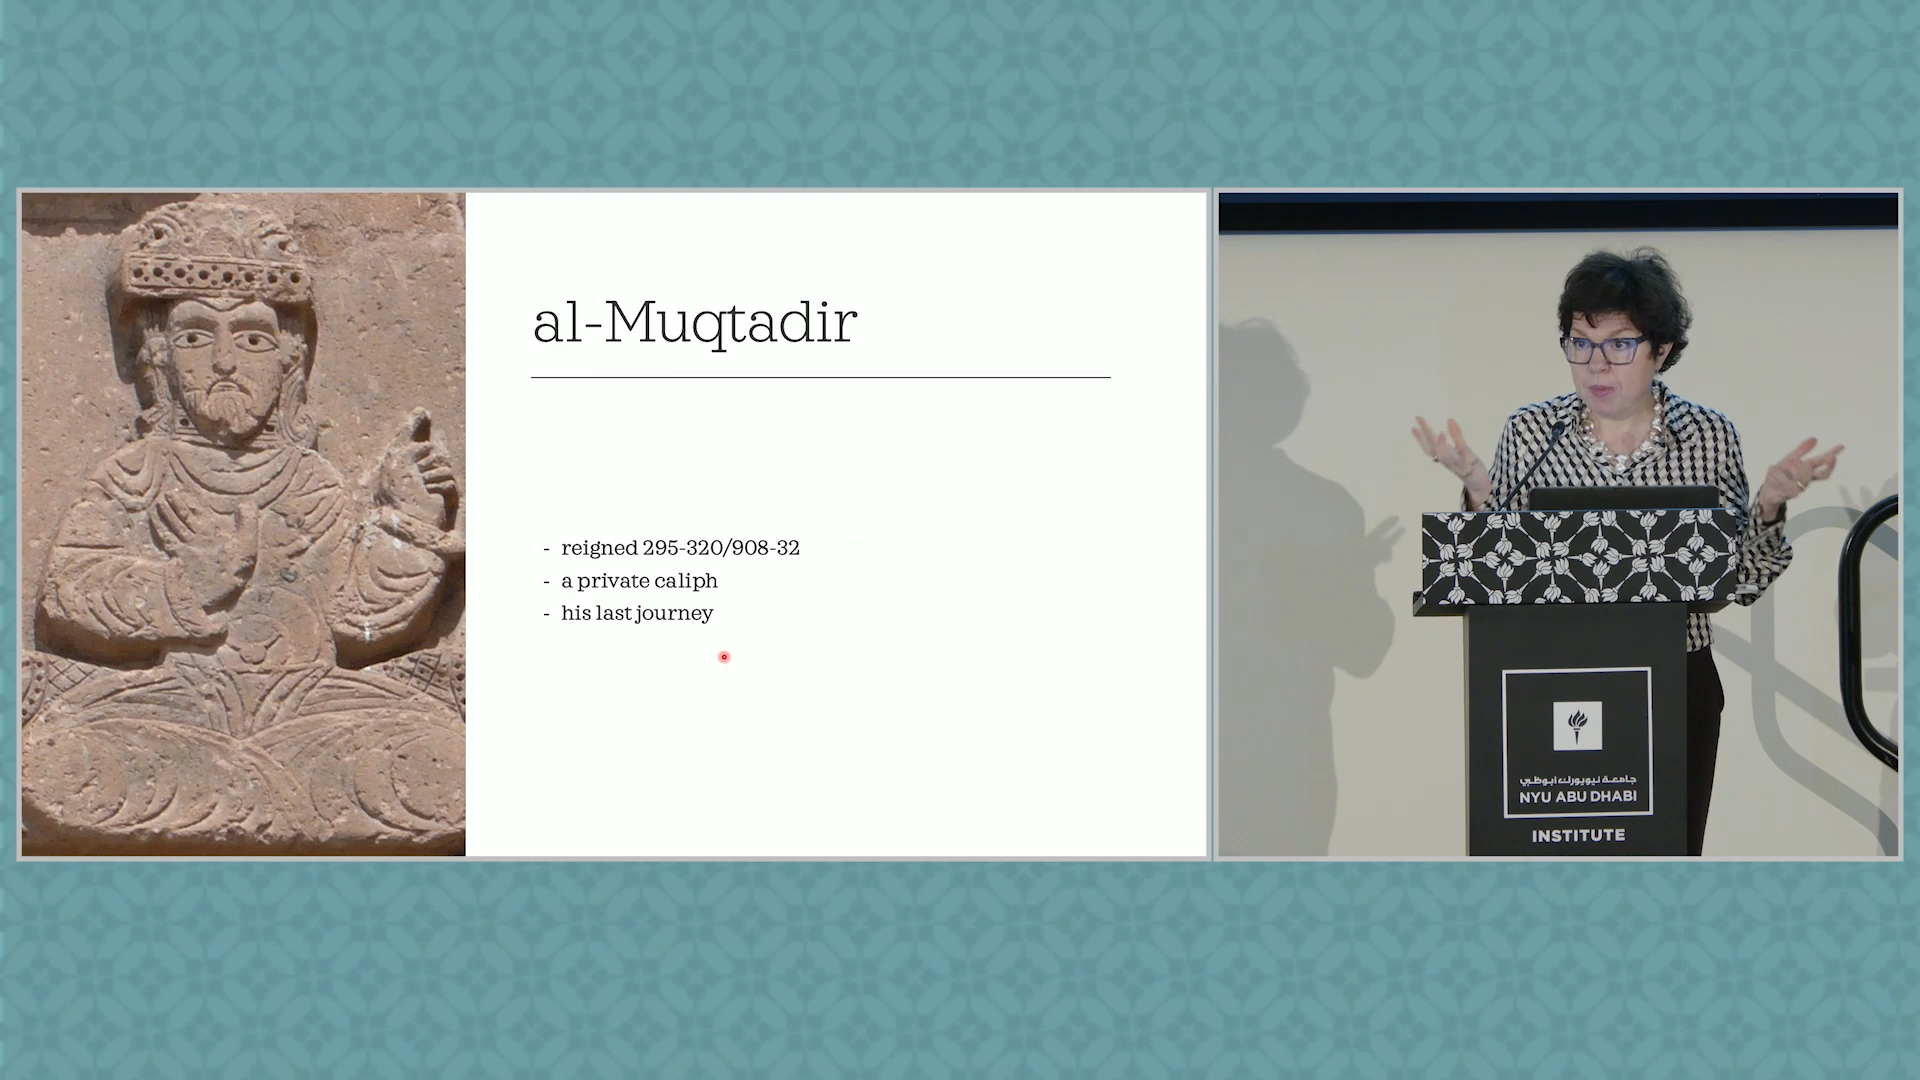 al-Muqtadir
- reigned 295-320/908-32
- a private caliph
- his last journey
جامعة نيويورك أبوظبي
NYU ABU DHABI
INSTITUTE